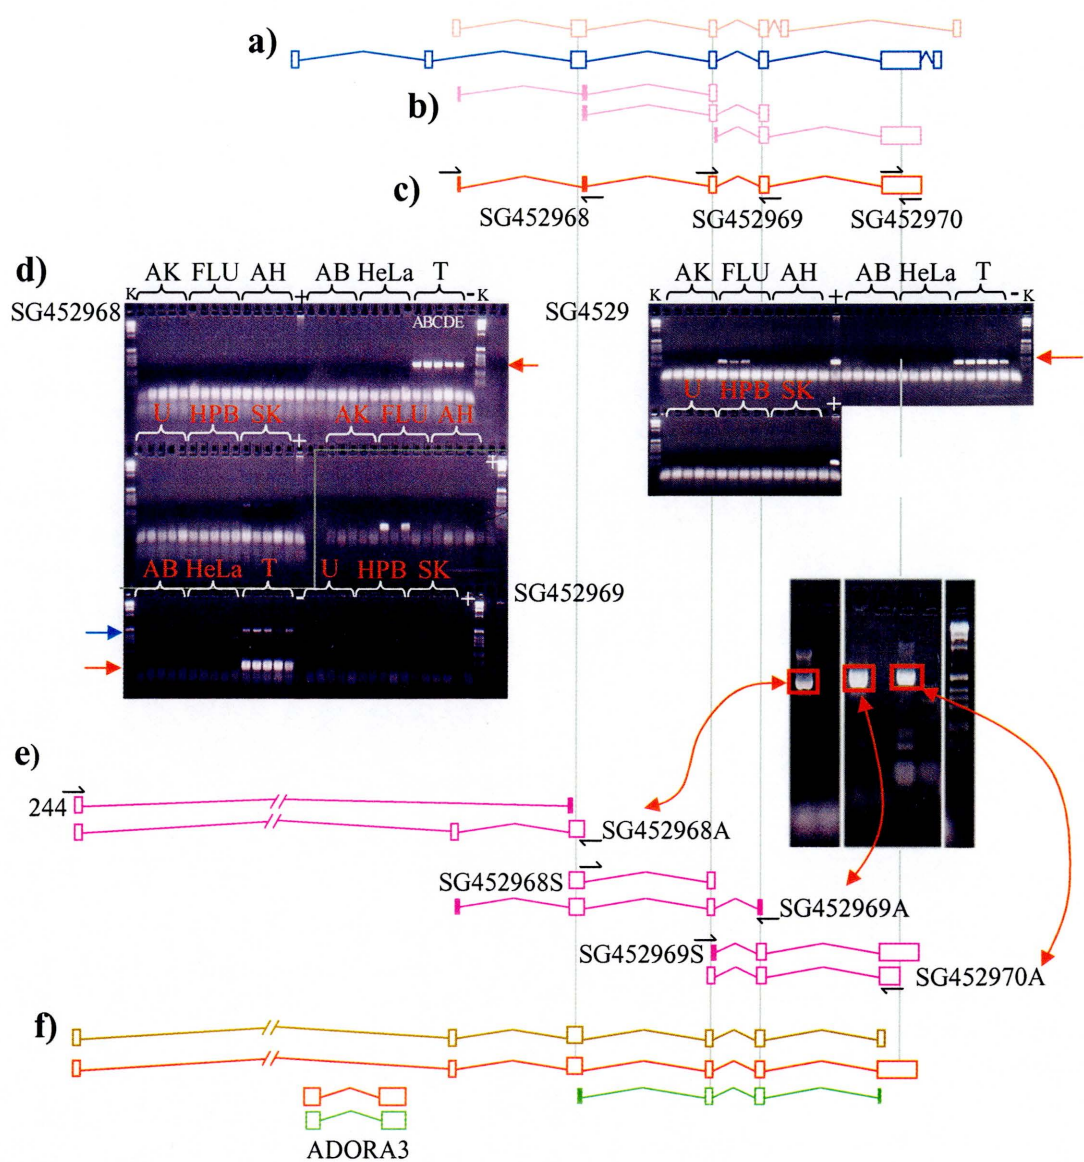 a)
b)
c)
SG452968 SG452969 SG452970
d)
AK FLU AH AB HeLa T
K + - K
SG452968
ABCDE
U HPB SK AK FLU AH
+ +
AB HeLa T U HPB SK
- +
SG452969
AK FLU AH AB HeLa T
K + - K
SG4529
U HPB SK
+
e)
244
SG452968A
SG452968S
SG452969A
SG452969S
SG452970A
f)
ADORA3